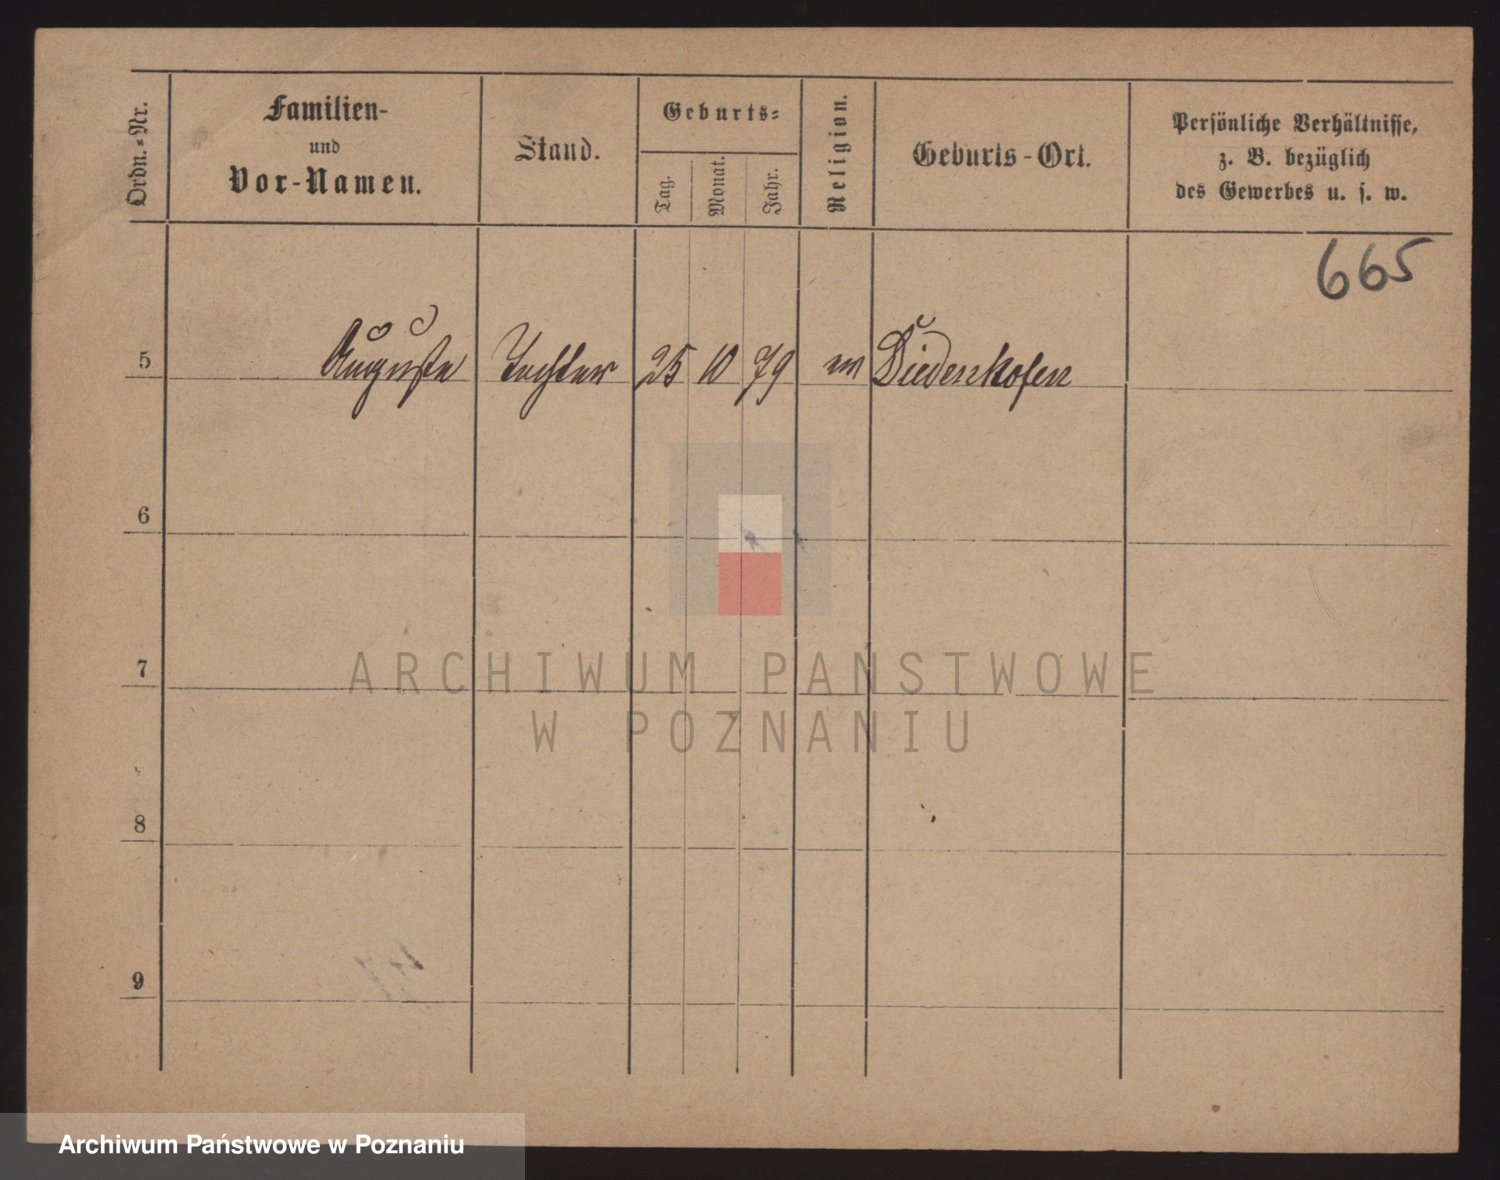 Ordn.-Nr.
Familien-
und
Vor-Namen.
Stand.
Geburts-
Tag.
Monat.
Jahr.
Religion.
Geburts-Ort.
Persönliche Verhältnisse,
z. B. bezüglich
des Gewerbes u. s. w.
665
5 Auguste Tochter 25 10 79 Diedenhofen
6
7
8
9
ARCHIWUM PAŃSTWOWE
W POZNANIU
Archiwum Państwowe w Poznaniu